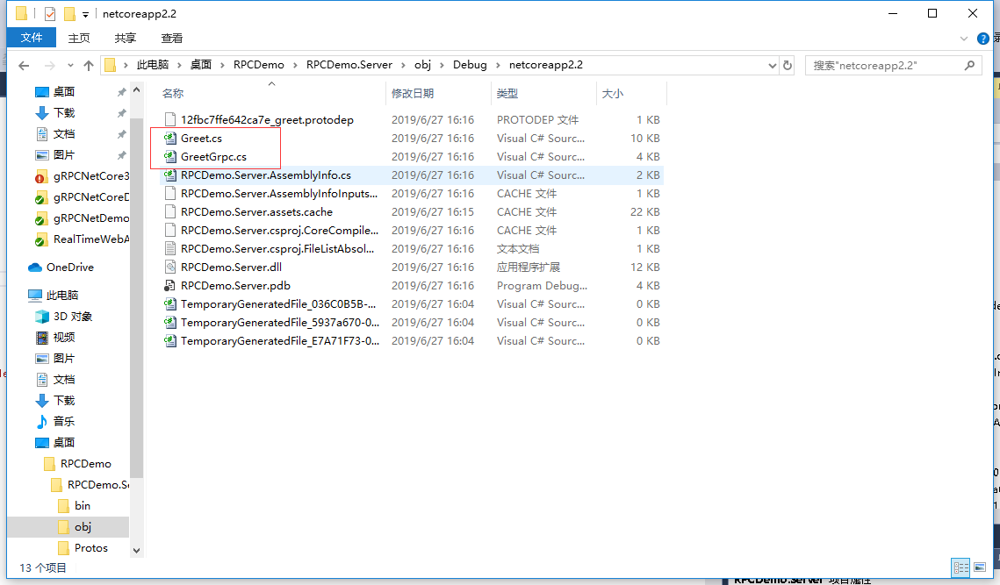 netcoreapp2.2
文件 主页 共享 查看
此电脑 桌面 RPCDemo RPCDemo.Server obj Debug netcoreapp2.2 搜索"netcoreapp2.2"
名称 修改日期 类型 大小
桌面
下载
文档
图片
gRPCNetCore3
gRPCNetCoreD
gRPCNetDemo
RealTimeWebA
OneDrive
此电脑
3D 对象
视频
图片
文档
下载
音乐
桌面
RPCDemo
RPCDemo.Se
bin
obj
Protos
12fbc7ffe642ca7e_greet.protodep 2019/6/27 16:16 PROTODEP 文件 1 KB
Greet.cs 2019/6/27 16:16 Visual C# Sourc... 10 KB
GreetGrpc.cs 2019/6/27 16:16 Visual C# Sourc... 4 KB
RPCDemo.Server.AssemblyInfo.cs 2019/6/27 16:16 Visual C# Sourc... 2 KB
RPCDemo.Server.AssemblyInfoInputs... 2019/6/27 16:16 CACHE 文件 1 KB
RPCDemo.Server.assets.cache 2019/6/27 16:15 CACHE 文件 22 KB
RPCDemo.Server.csproj.CoreCompile... 2019/6/27 16:16 CACHE 文件 1 KB
RPCDemo.Server.csproj.FileListAbsol... 2019/6/27 16:16 文本文档 1 KB
RPCDemo.Server.dll 2019/6/27 16:16 应用程序扩展 12 KB
RPCDemo.Server.pdb 2019/6/27 16:16 Program Debug... 4 KB
TemporaryGeneratedFile_036C0B5B-... 2019/6/27 16:04 Visual C# Sourc... 0 KB
TemporaryGeneratedFile_5937a670-0... 2019/6/27 16:04 Visual C# Sourc... 0 KB
TemporaryGeneratedFile_E7A71F73-0... 2019/6/27 16:04 Visual C# Sourc... 0 KB
13 个项目
RPCDemo.Server 项目属性